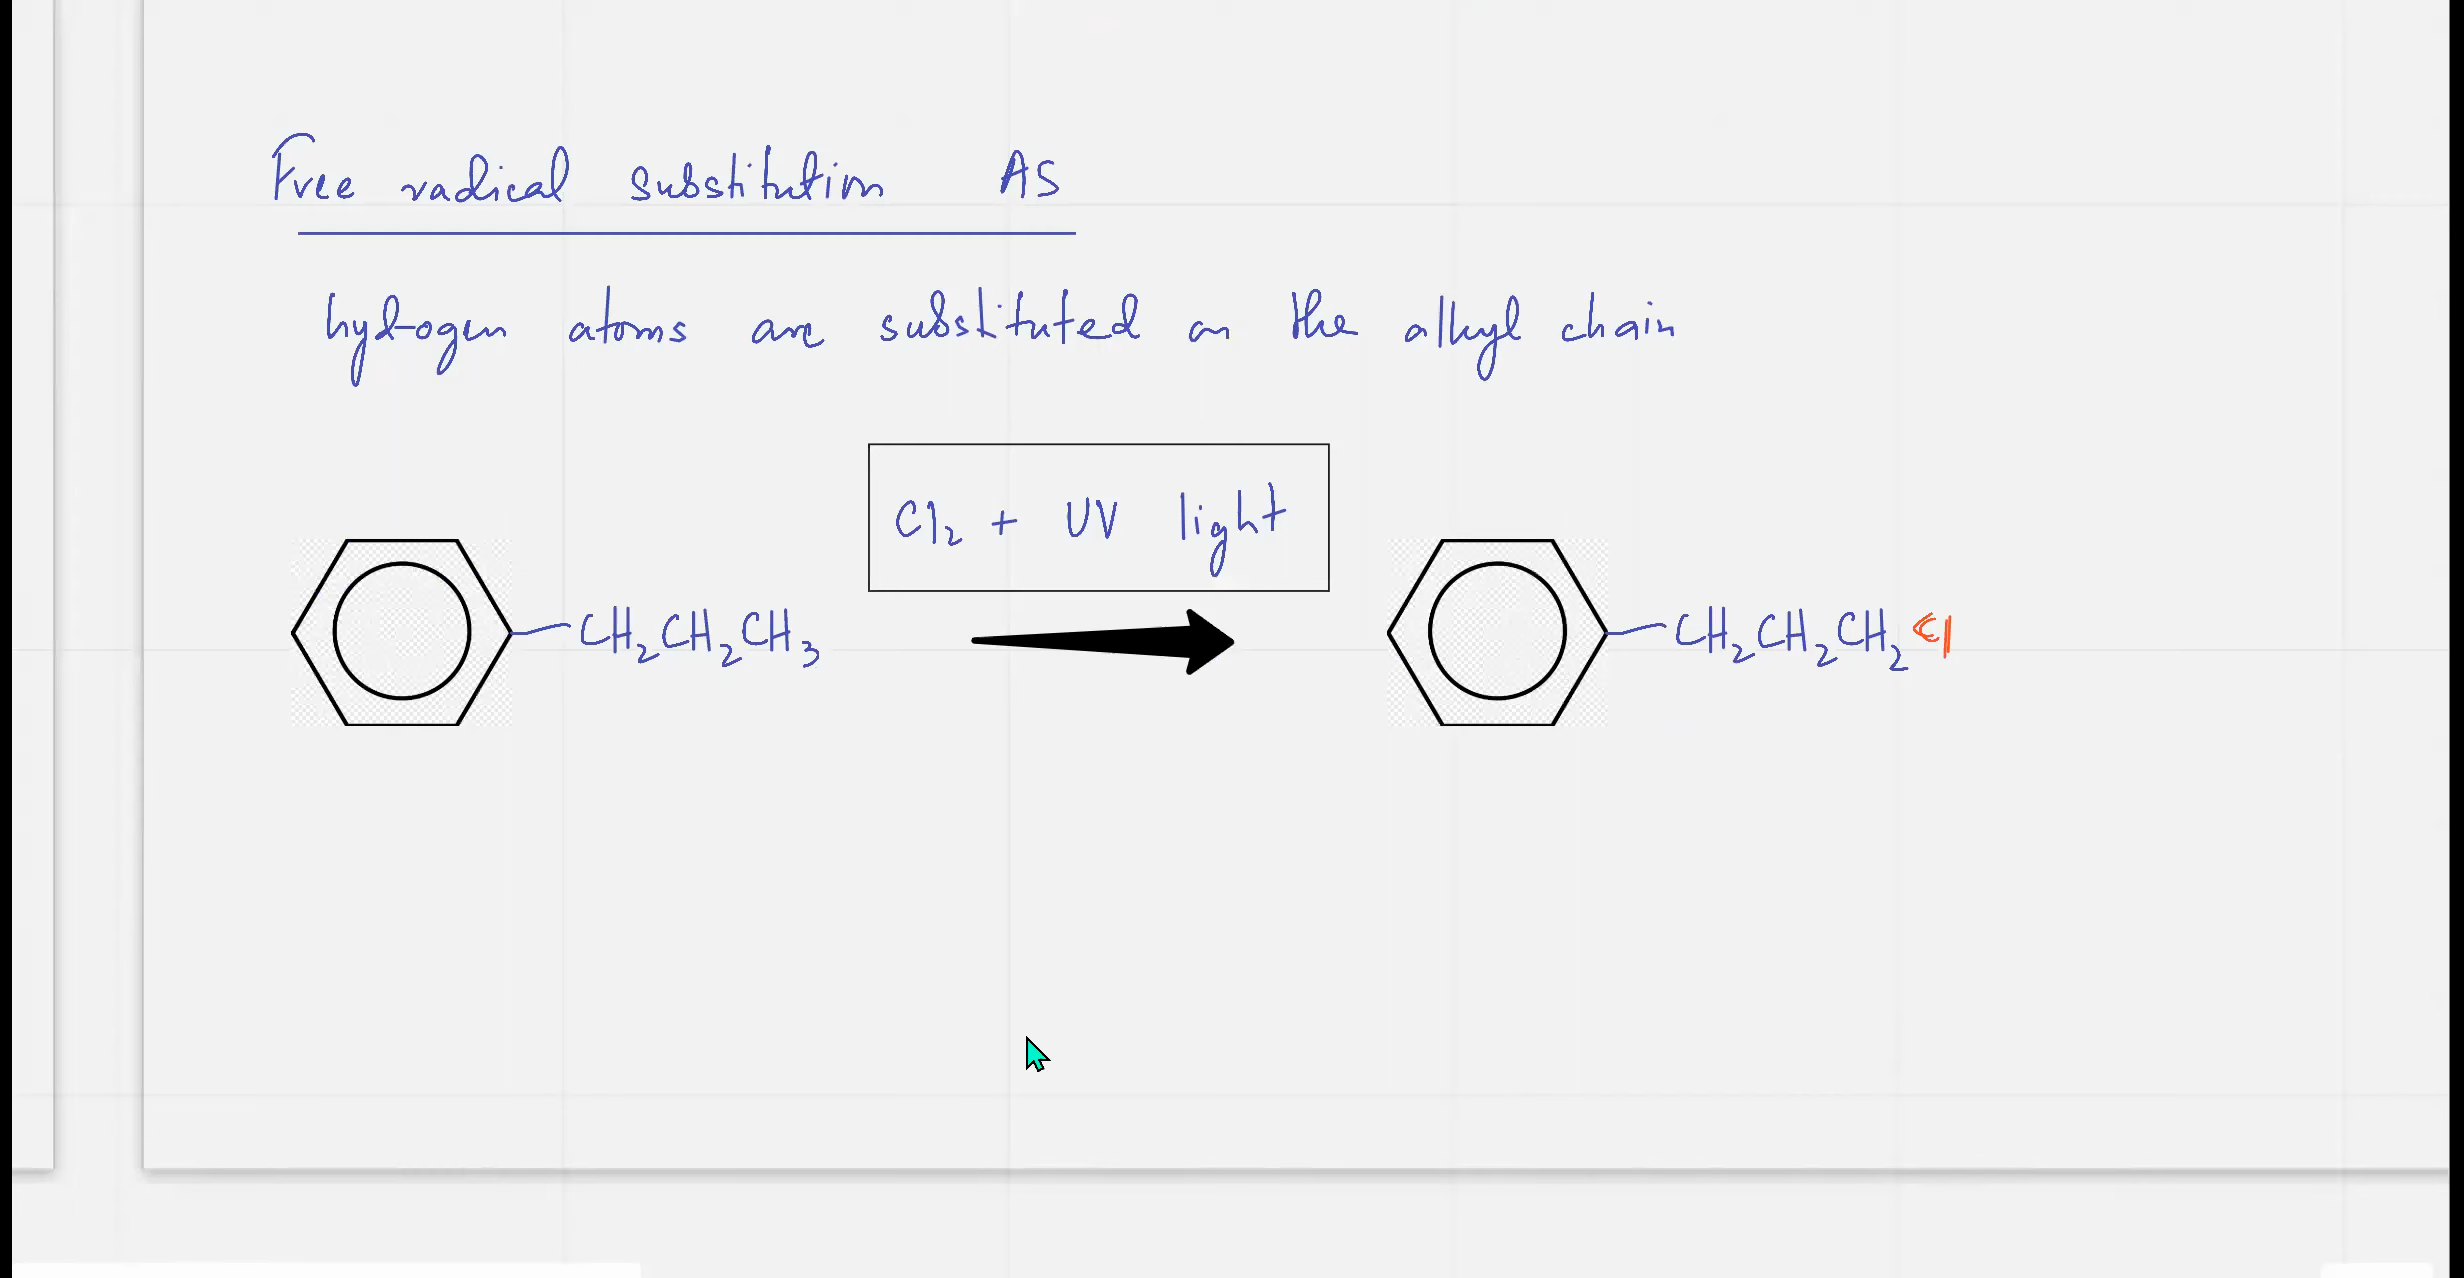 Free radical substitution AS
hydrogen atoms are substituted on the alkyl chain
Cl₂ + UV light
CH₂CH₂CH₃
CH₂CH₂CH₂Cl